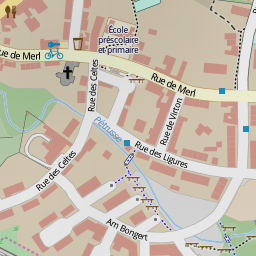 École
préscolaire
et primaire
Rue de Merl
Rue de Merl
Rue des Celtes
Rue de Virton
Pétrusse
Rue des Ligures
Rue des Celtes
Am Bongert